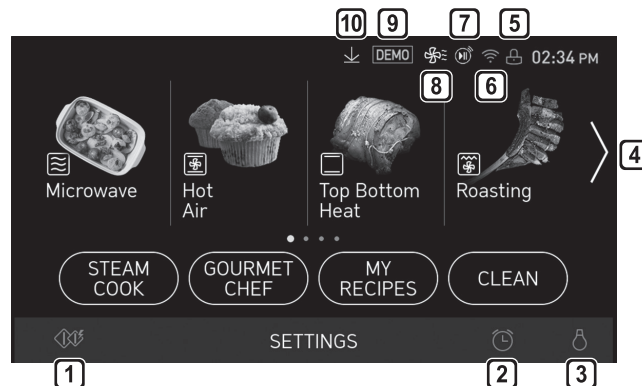 10 9 7 5
DEMO 02:34 PM
8 6
4
Microwave
Hot
Air
Top Bottom
Heat
Roasting
STEAM
COOK
GOURMET
CHEF
MY
RECIPES
CLEAN
SETTINGS
1 2 3